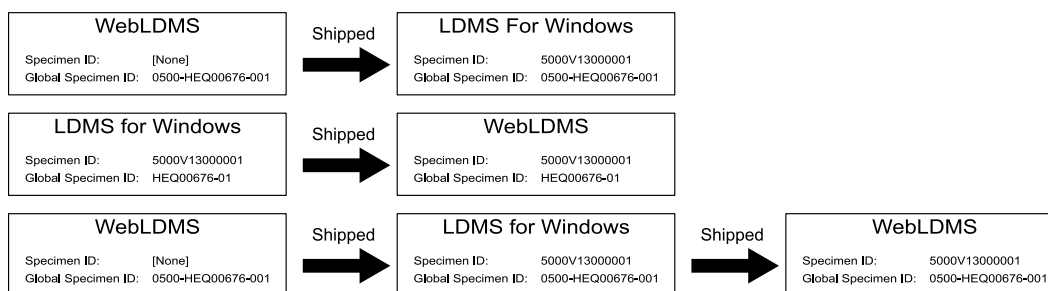 WebLDMS
Specimen ID: [None]
Global Specimen ID: 0500-HEQ00676-001
Shipped
LDMS For Windows
Specimen ID: 5000V13000001
Global Specimen ID: 0500-HEQ00676-001
LDMS for Windows
Specimen ID: 5000V13000001
Global Specimen ID: HEQ00676-01
Shipped
WebLDMS
Specimen ID: 5000V13000001
Global Specimen ID: HEQ00676-01
WebLDMS
Specimen ID: [None]
Global Specimen ID: 0500-HEQ00676-001
Shipped
LDMS for Windows
Specimen ID: 5000V13000001
Global Specimen ID: 0500-HEQ00676-001
Shipped
WebLDMS
Specimen ID: 5000V13000001
Global Specimen ID: 0500-HEQ00676-001